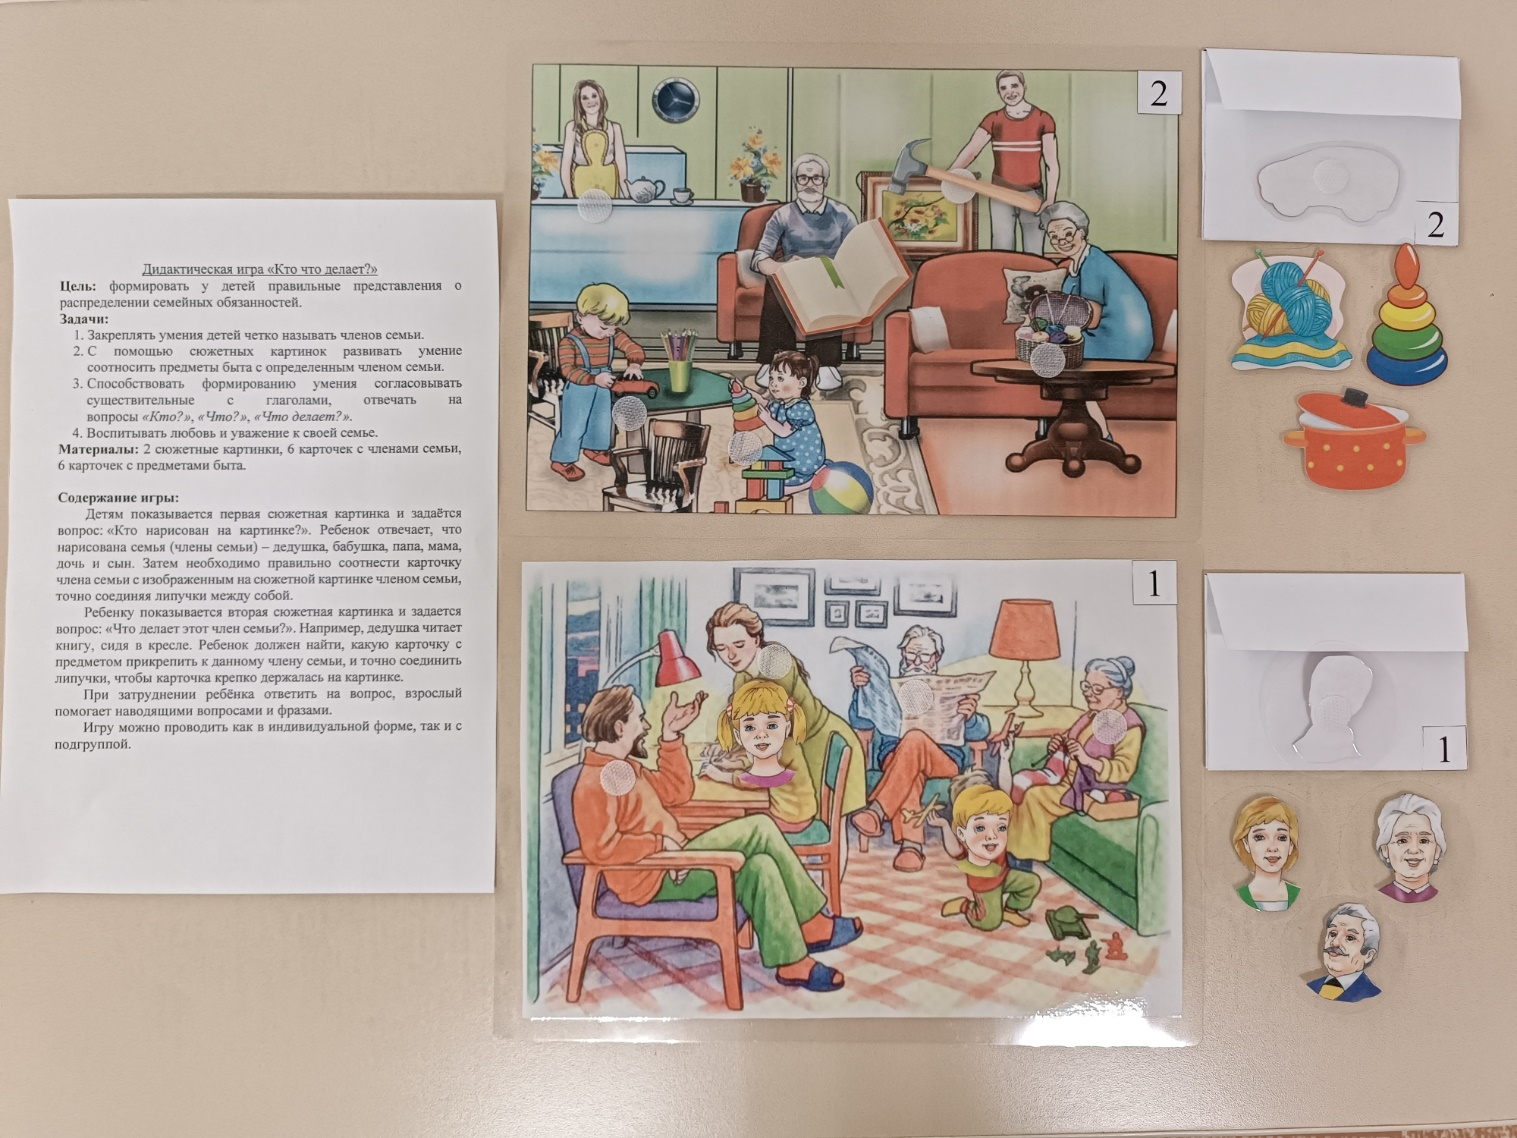 Дидактическая игра «Кто что делает?»
Цель: формировать у детей правильные представления о
распределении семейных обязанностей.
Задачи:
1. Закреплять умения детей четко называть членов семьи.
2. С помощью сюжетных картинок развивать умение
соотносить предметы быта с определенным членом семьи.
3. Способствовать формированию умения согласовывать
существительные с глаголами, отвечать на
вопросы «Кто?», «Что?», «Что делает?».
4. Воспитывать любовь и уважение к своей семье.
Материалы: 2 сюжетные картинки, 6 карточек с членами семьи,
6 карточек с предметами быта.
Содержание игры:
Детям показывается первая сюжетная картинка и задаётся
вопрос: «Кто нарисован на картинке?». Ребенок отвечает, что
нарисована семья (члены семьи) – дедушка, бабушка, папа, мама,
дочь и сын. Затем необходимо правильно соотнести карточку
члена семьи с изображенным на сюжетной картинке членом семьи,
точно соединяя липучки между собой.
Ребенку показывается вторая сюжетная картинка и задается
вопрос: «Что делает этот член семьи?». Например, дедушка читает
книгу, сидя в кресле. Ребенок должен найти, какую карточку с
предметом прикрепить к данному члену семьи, и точно соединить
липучки, чтобы карточка крепко держалась на картинке.
При затруднении ребёнка ответить на вопрос, взрослый
помогает наводящими вопросами и фразами.
Игру можно проводить как в индивидуальной форме, так и с
подгруппой.
2
2
1
1